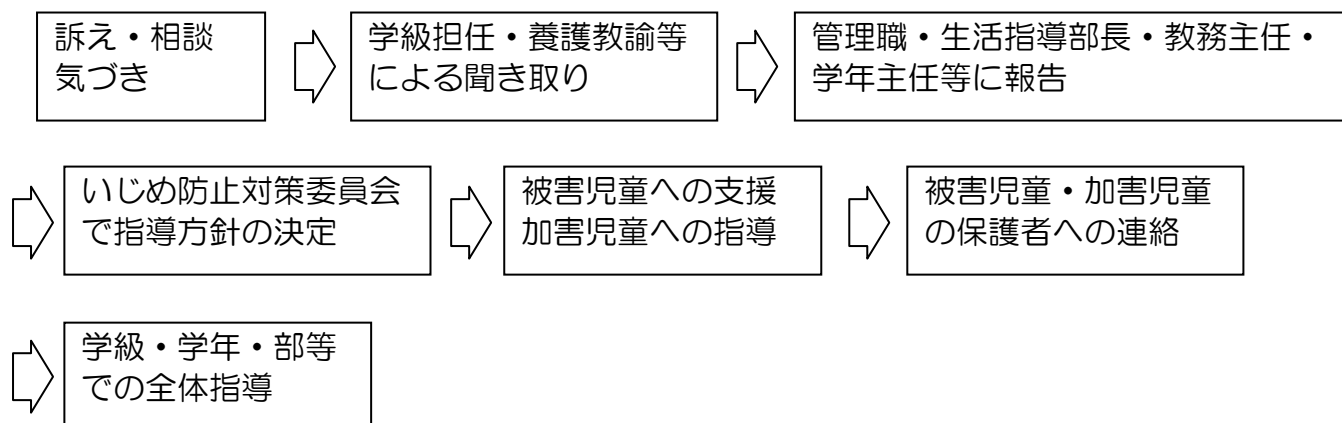 訴え・相談
気づき
学級担任・養護教諭等
による聞き取り
管理職・生活指導部長・教務主任・
学年主任等に報告
いじめ防止対策委員会
で指導方針の決定
被害児童への支援
加害児童への指導
被害児童・加害児童
の保護者への連絡
学級・学年・部等
での全体指導